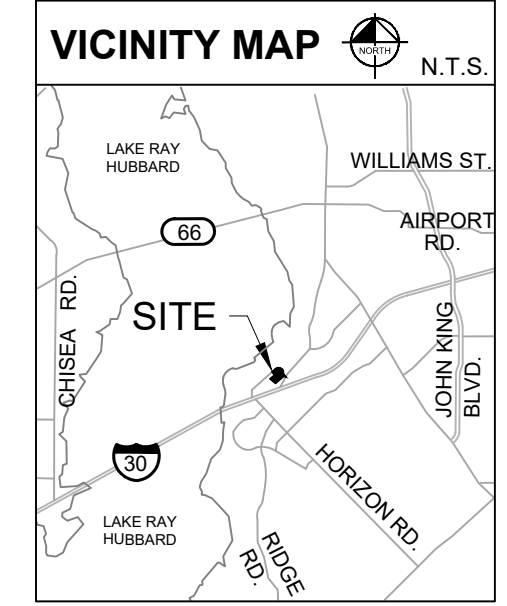 VICINITY MAP
NORTH
N.T.S.
LAKE RAY
HUBBARD
WILLIAMS ST.
66
AIRPORT
RD.
CHISEA RD.
SITE
JOHN KING
BLVD.
30
HORIZON RD.
LAKE RAY
HUBBARD
RIDGE
RD.